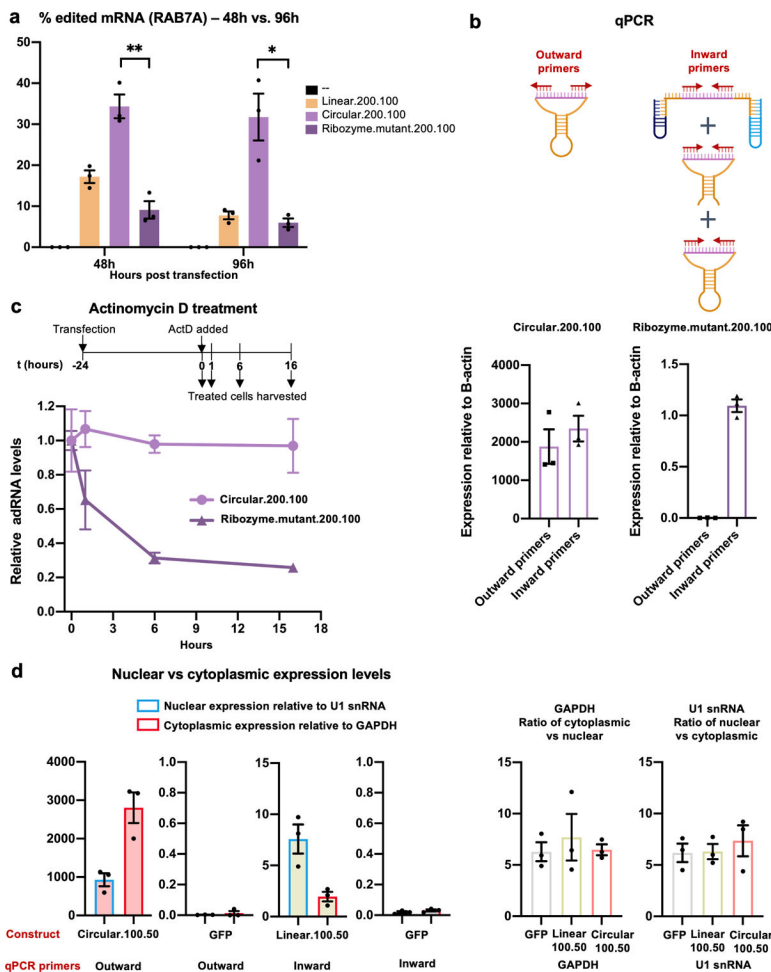 a
% edited mRNA (RAB7A) – 48h vs. 96h
50
40
30
20
10
0
**
*
--
Linear.200.100
Circular.200.100
Ribozyme.mutant.200.100
48h
96h
Hours post transfection
b
qPCR
Outward
primers
Inward
primers
+
+
Circular.200.100
Expression relative to B-actin
4000
3000
2000
1000
0
Outward primers
Inward primers
Ribozyme.mutant.200.100
Expression relative to B-actin
1.5
1.0
0.5
0.0
Outward primers
Inward primers
c
Actinomycin D treatment
Transfection
ActD added
t (hours)
-24
0
1
6
16
Treated cells harvested
Relative adRNA levels
1.2
1.0
0.8
0.6
0.4
0.2
0.0
Circular.200.100
Ribozyme.mutant.200.100
0
3
6
9
12
15
18
Hours
d
Nuclear vs cytoplasmic expression levels
Nuclear expression relative to U1 snRNA
Cytoplasmic expression relative to GAPDH
4000
3000
2000
1000
0
1.0
0.8
0.6
0.4
0.2
0.0
15
10
5
0
1.0
0.8
0.6
0.4
0.2
0.0
Construct
Circular.100.50
GFP
Linear.100.50
GFP
qPCR primers
Outward
Outward
Inward
Inward
GAPDH
Ratio of cytoplasmic
vs nuclear
15
10
5
0
GFP
Linear
100.50
Circular
100.50
GAPDH
U1 snRNA
Ratio of nuclear
vs cytoplasmic
15
10
5
0
GFP
Linear
100.50
Circular
100.50
U1 snRNA